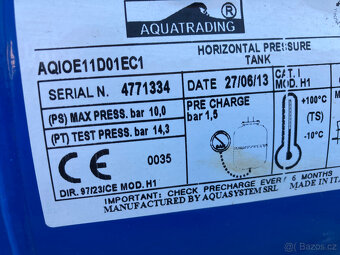 AQUATRADING
HORIZONTAL PRESSURE
TANK
AQIOE11D01EC1
SERIAL N. 4771334
DATE 27/06/13
CAT. I
MOD. H1
(PS) MAX PRESS. bar 10,0
(PT) TEST PRESS. bar 14,3
PRE CHARGE
bar 1,5
+100°C
(TS)
-10°C
CE 0035
DIR. 97/23/CE MOD. H1
IMPORTANT: CHECK PRECHARGE EVERY 6 MONTHS
MANUFACTURED BY AQUASYSTEM SRL
MADE IN
Bazos.cz